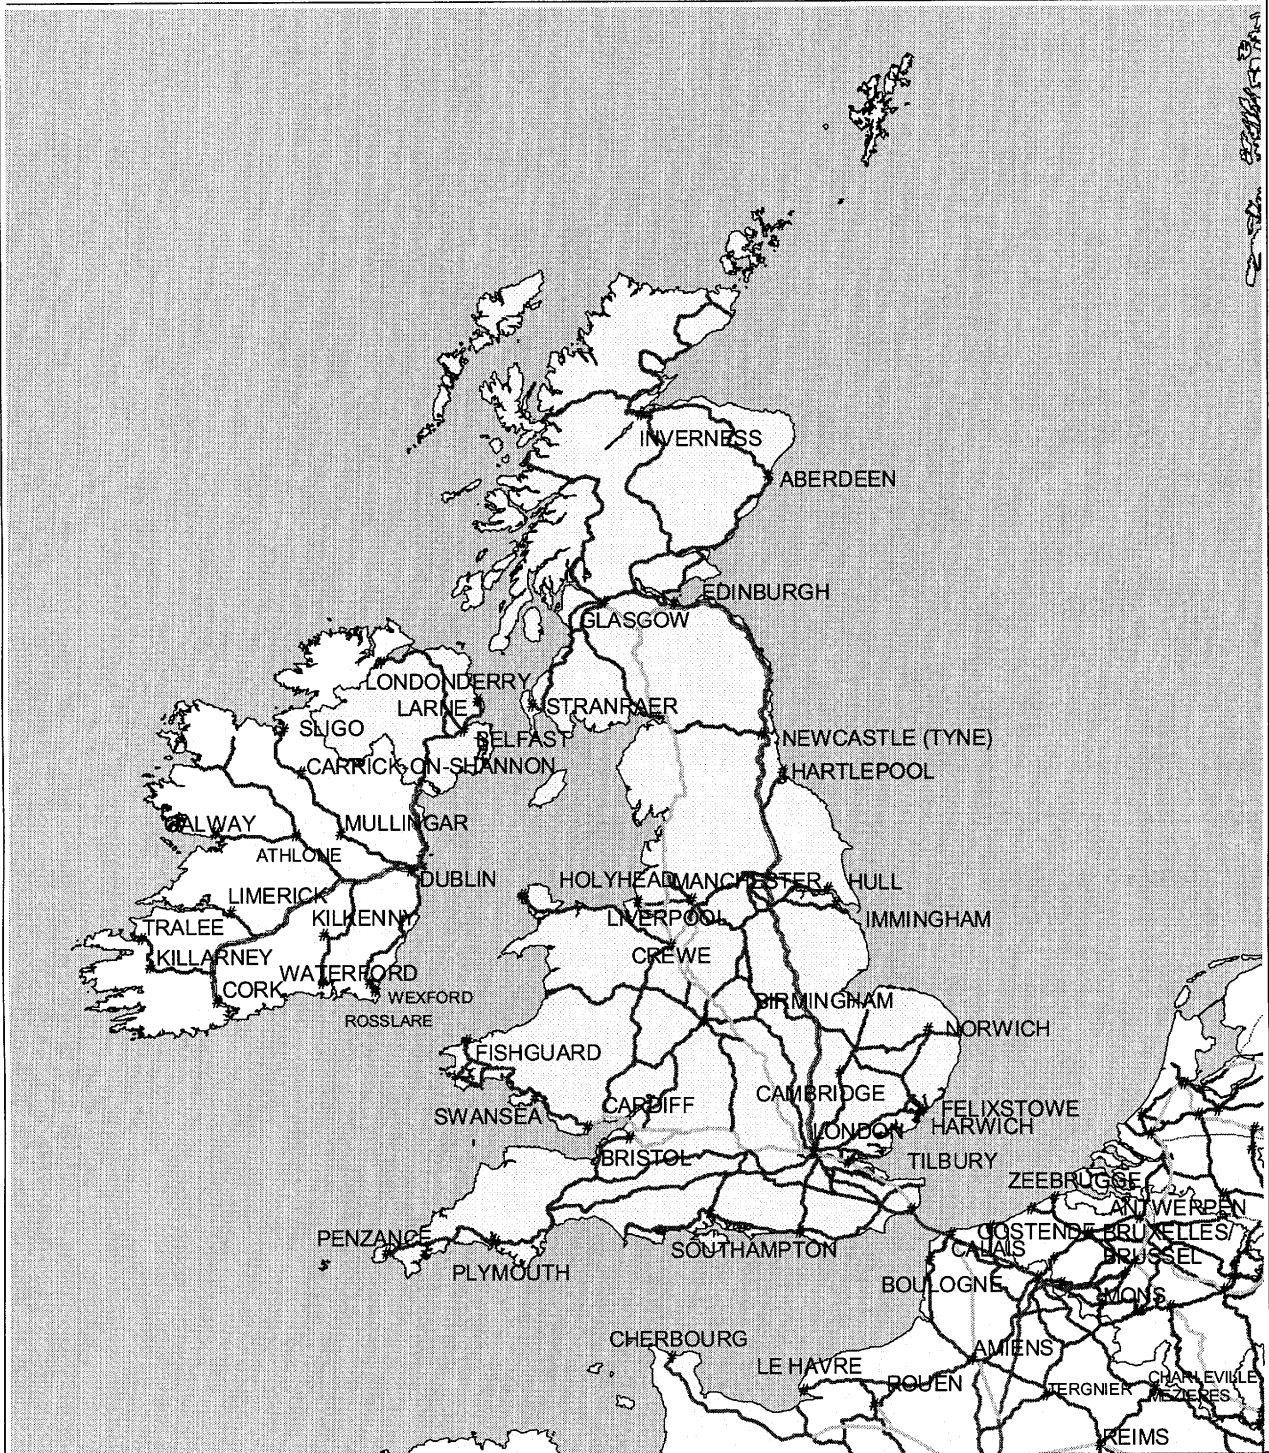 INVERNESS
ABERDEEN
EDINBURGH
GLASGOW
LONDONDERRY
LARNE
STRANRAER
SLIGO
BELFAST
NEWCASTLE (TYNE)
CARRICK-ON-SHANNON
HARTLEPOOL
GALWAY
MULLINGAR
ATHLONE
DUBLIN
HOLYHEAD
MANCHESTER
HULL
LIMERICK
KILKENNY
LIVERPOOL
IMMINGHAM
TRALEE
KILLARNEY
CREWE
WATERFORD
CORK
WEXFORD
BIRMINGHAM
ROSSLARE
NORWICH
FISHGUARD
CAMBRIDGE
SWANSEA
CARDIFF
FELIXSTOWE
HARWICH
LONDON
BRISTOL
TILBURY
ZEEBRUGGE
ANTWERPEN
PENZANCE
OOSTENDE
BRUXELLES/
BRUSSEL
SOUTHAMPTON
CALAIS
PLYMOUTH
BOULOGNE
MONS
CHERBOURG
AMIENS
LE HAVRE
ROUEN
TERGNIER
CHARLEVILLE
MEZIERES
REIMS